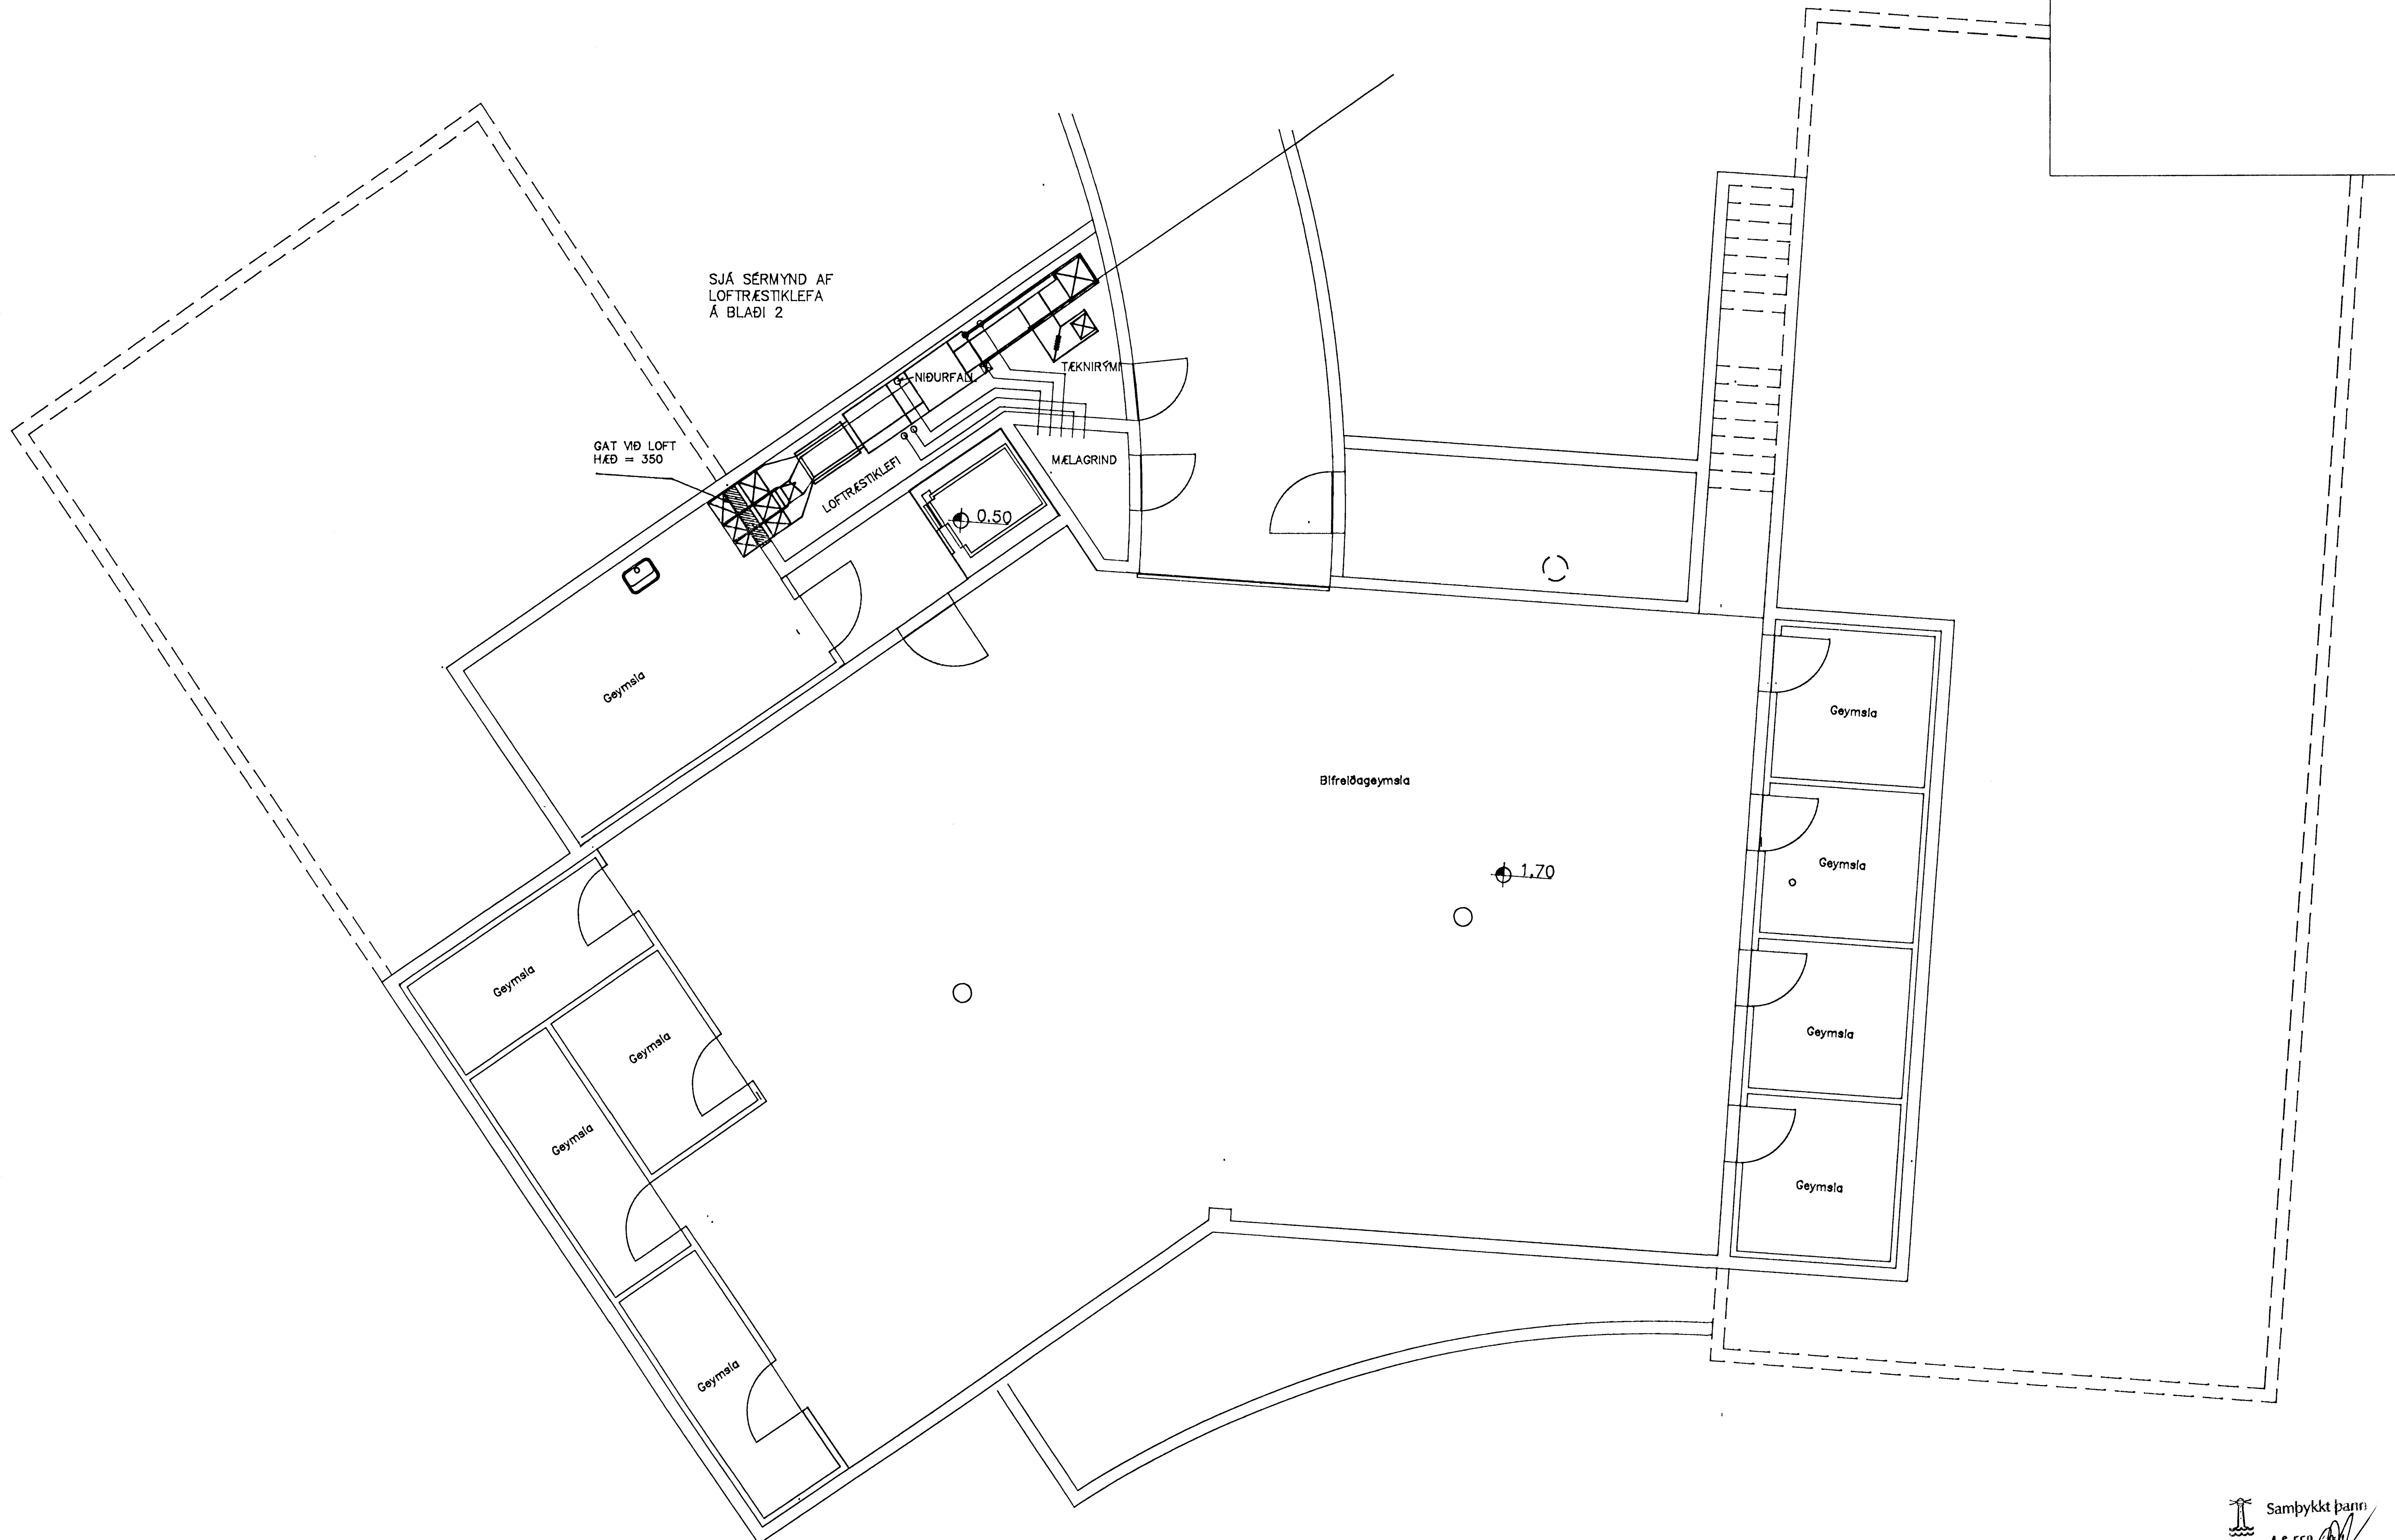 SJÁ SÉRMYND AF
LOFTRÆSTIKLEFA
Á BLAÐI 2
TÆKNIRÝMI
NIÐURFALL
GAT VIÐ LOFT
HÆÐ = 350
MÆLAGRIND
LOFTRÆSTIKLEFI
0.50
Geymsla
Geymsla
Bifreiðageymsla
Geymsla
1.70
Geymsla
Geymsla
Geymsla
Geymsla
Geymsla
Geymsla
Samþykkt þann